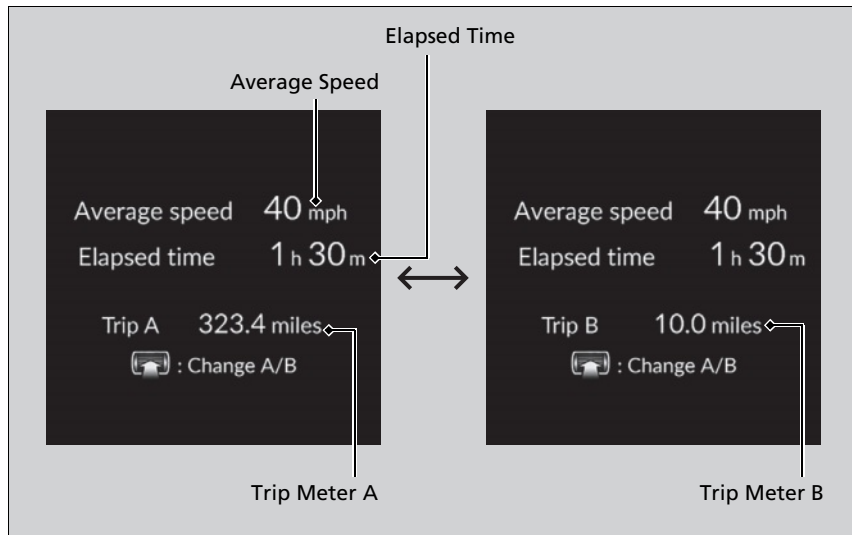 Elapsed Time
Average Speed
Average speed 40 mph
Elapsed time 1 h 30 m
Trip A 323.4 miles
: Change A/B
Average speed 40 mph
Elapsed time 1 h 30 m
Trip B 10.0 miles
: Change A/B
Trip Meter A
Trip Meter B